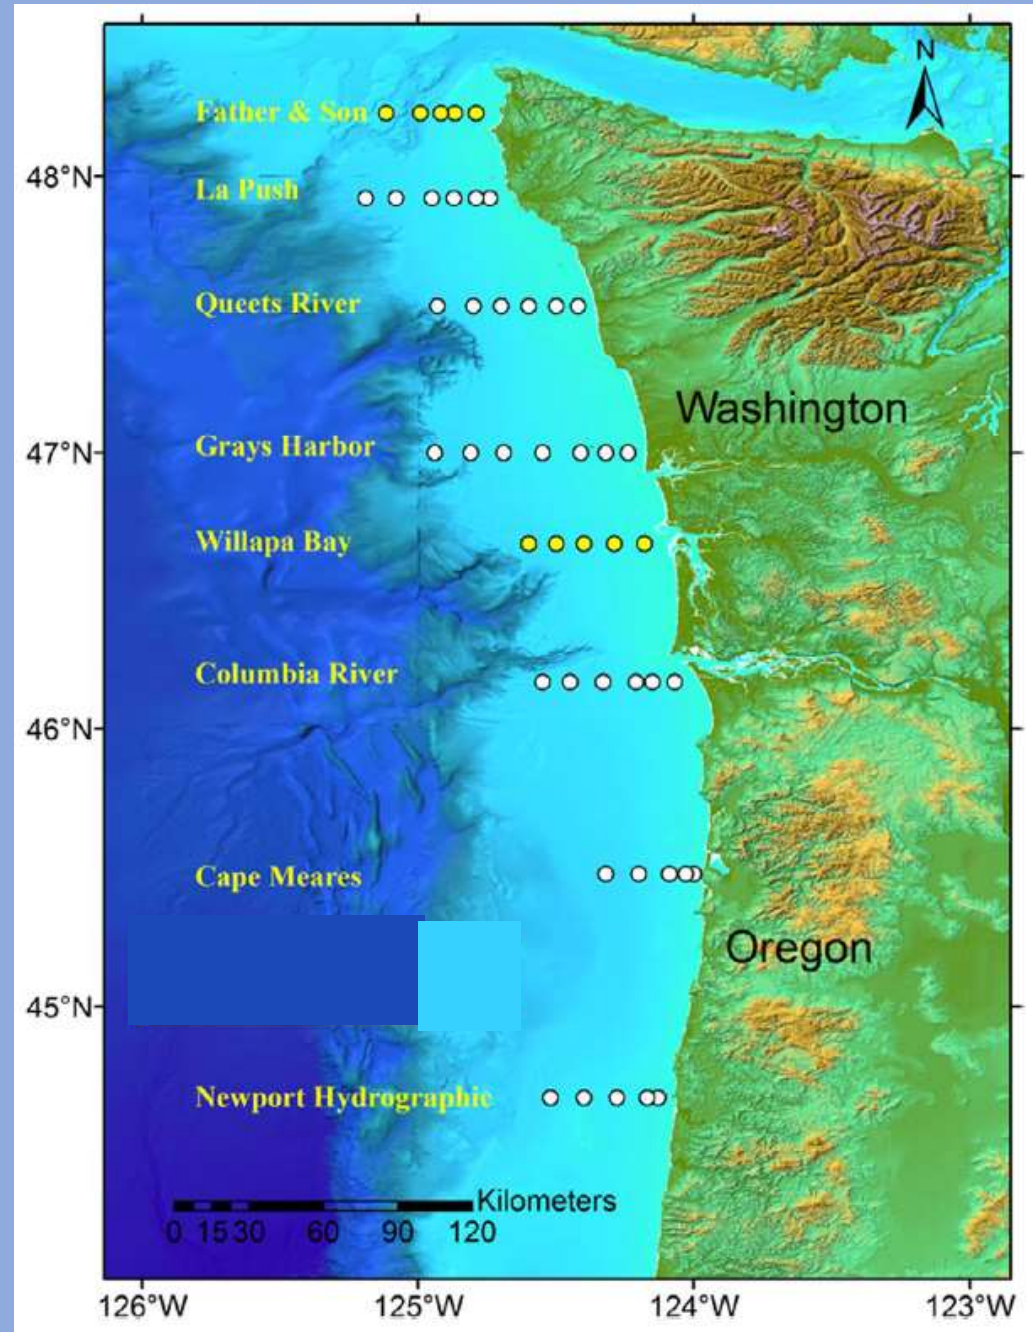 N
Father & Son
48°N
La Push
Queets River
Washington
Grays Harbor
47°N
Willapa Bay
Columbia River
46°N
Cape Meares
Oregon
45°N
Newport Hydrographic
Kilometers
0 15 30 60 90 120
126°W 125°W 124°W 123°W